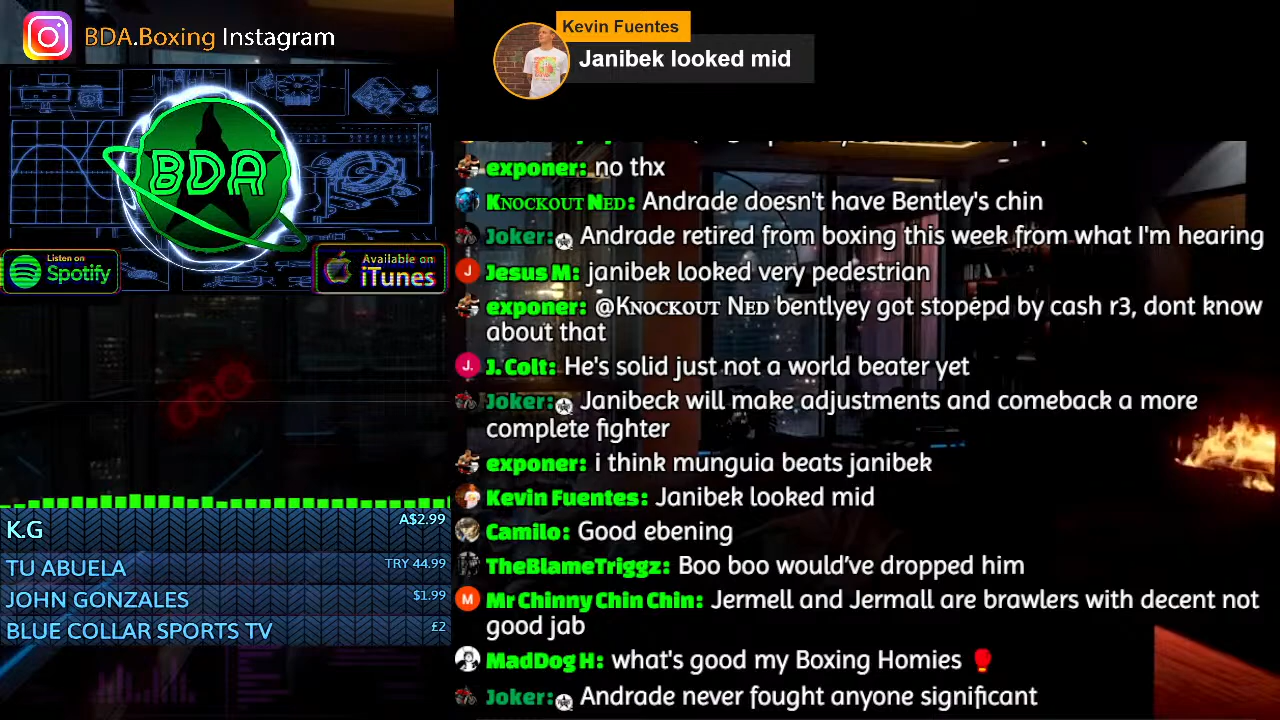 BDA.Boxing Instagram
Kevin Fuentes
Janibek looked mid
BDA
Listen on
Spotify
Available on
iTunes
exponer: no thx
Knockout Ned: Andrade doesn't have Bentley's chin
Joker: Andrade retired from boxing this week from what I'm hearing
J
Jesus M: janibek looked very pedestrian
exponer: @Knockout Ned bentlyey got stopepd by cash r3, dont know
about that
J.
J. Colt: He's solid just not a world beater yet
Joker: Janibeck will make adjustments and comeback a more
complete fighter
exponer: i think munguia beats janibek
Kevin Fuentes: Janibek looked mid
Camilo: Good ebening
TheBlameTriggz: Boo boo would've dropped him
M
Mr Chinny Chin Chin: Jermell and Jermall are brawlers with decent not
good jab
MadDog H: what's good my Boxing Homies 🥊
Joker: Andrade never fought anyone significant
K.G A$2.99
TU ABUELA TRY 44.99
JOHN GONZALES $1.99
BLUE COLLAR SPORTS TV £2